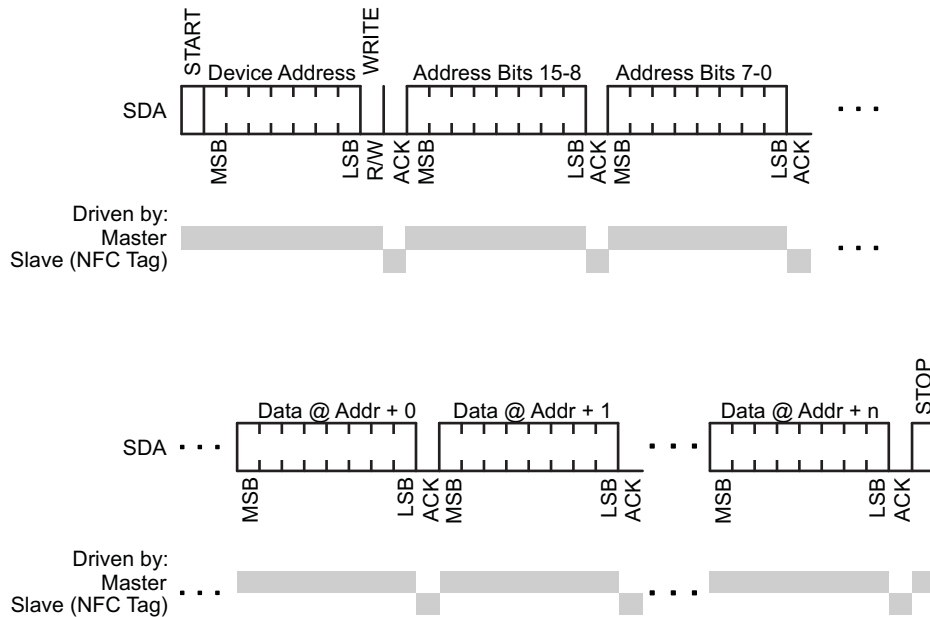 START
WRITE
Device Address
Address Bits 15-8
Address Bits 7-0
SDA
. . .
MSB
LSB
R/W
ACK
MSB
LSB
ACK
MSB
LSB
ACK
Driven by:
Master
Slave (NFC Tag)
. . .
STOP
Data @ Addr + 0
Data @ Addr + 1
Data @ Addr + n
SDA
. . .
. . .
MSB
LSB
ACK
MSB
LSB
ACK
MSB
LSB
ACK
Driven by:
Master
Slave (NFC Tag)
. . .
. . .